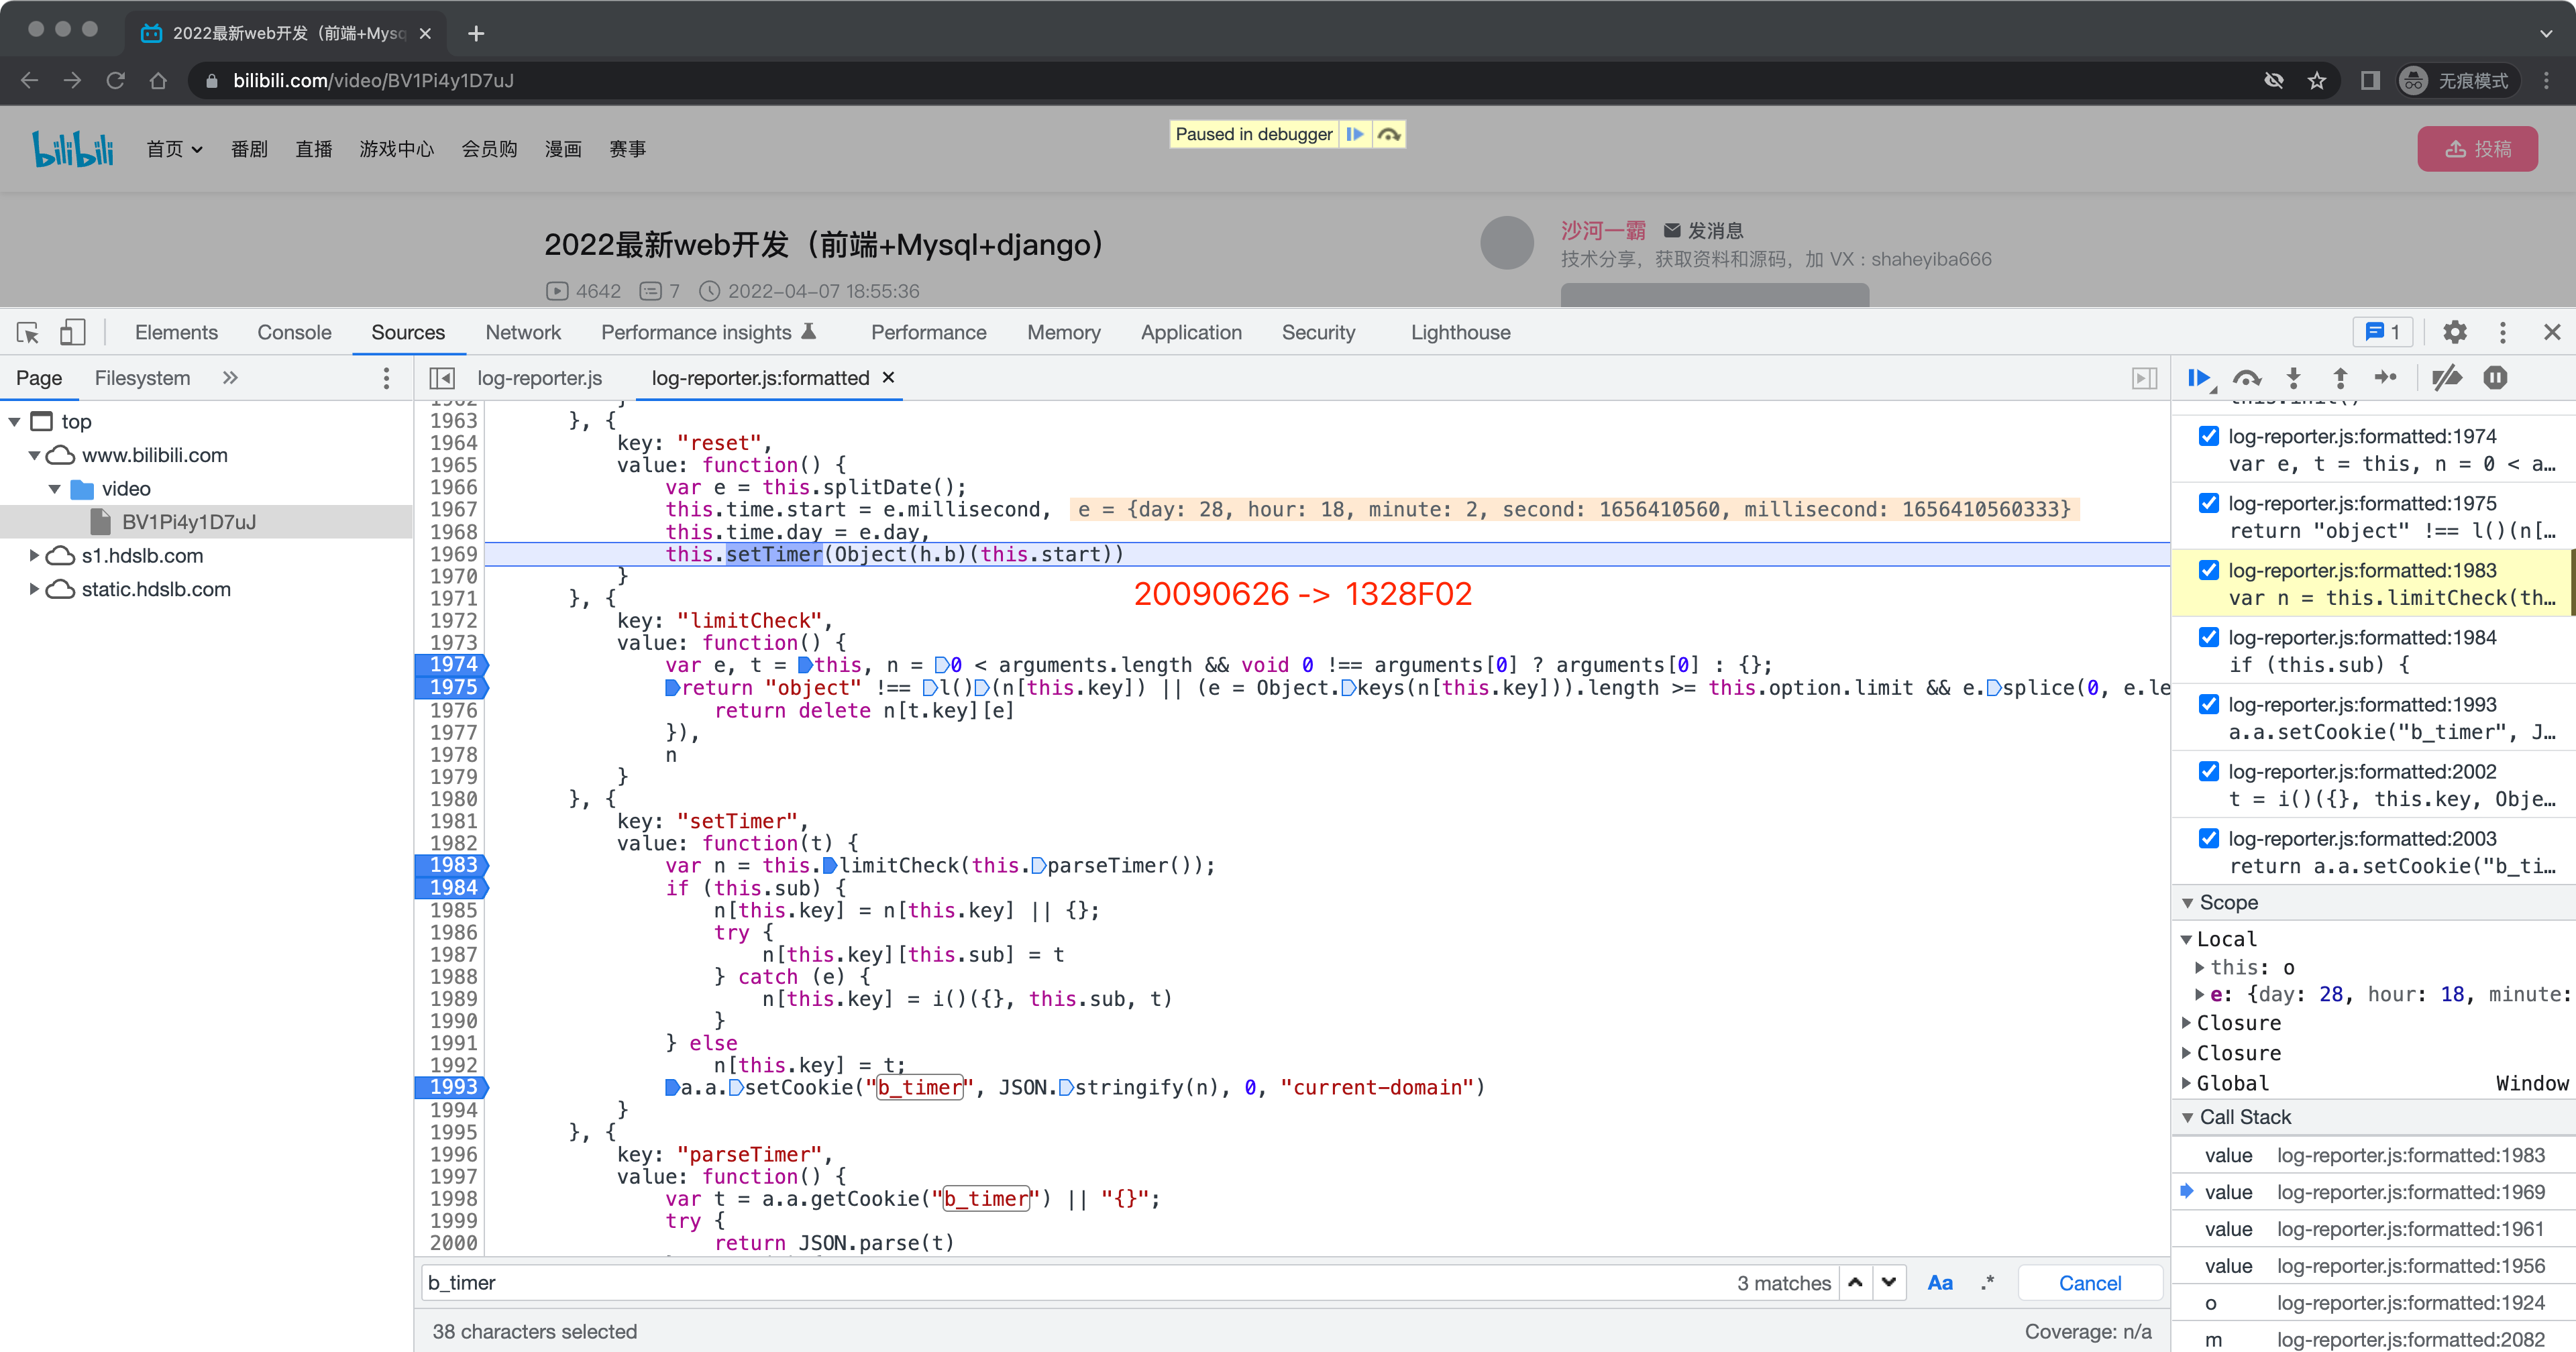 2022最新web开发（前端+Mysq
bilibili.com/video/BV1Pi4y1D7uJ
无痕模式
bilibili
首页
番剧
直播
游戏中心
会员购
漫画
赛事
Paused in debugger
投稿
2022最新web开发（前端+Mysql+django）
4642
7
2022-04-07 18:55:36
沙河一霸
发消息
技术分享，获取资料和源码，加 VX：shaheyiba666
Elements
Console
Sources
Network
Performance insights
Performance
Memory
Application
Security
Lighthouse
1
Page
Filesystem
top
www.bilibili.com
video
BV1Pi4y1D7uJ
s1.hdslb.com
static.hdslb.com
log-reporter.js
log-reporter.js:formatted
1963 }, {
1964 key: "reset",
1965 value: function() {
1966 var e = this.splitDate();
1967 this.time.start = e.millisecond, e = {day: 28, hour: 18, minute: 2, second: 1656410560, millisecond: 1656410560333}
1968 this.time.day = e.day,
1969 this.setTimer(Object(h.b)(this.start))
1970 }
20090626 -> 1328F02
1971 }, {
1972 key: "limitCheck",
1973 value: function() {
1974 var e, t = this, n = 0 < arguments.length && void 0 !== arguments[0] ? arguments[0] : {};
1975 return "object" !== l()(n[this.key]) || (e = Object.keys(n[this.key])).length >= this.option.limit && e.splice(0, e.le
1976 return delete n[t.key][e]
1977 }),
1978 n
1979 }
1980 }, {
1981 key: "setTimer",
1982 value: function(t) {
1983 var n = this.limitCheck(this.parseTimer());
1984 if (this.sub) {
1985 n[this.key] = n[this.key] || {};
1986 try {
1987 n[this.key][this.sub] = t
1988 } catch (e) {
1989 n[this.key] = i()({}, this.sub, t)
1990 }
1991 } else
1992 n[this.key] = t;
1993 a.a.setCookie("b_timer", JSON.stringify(n), 0, "current-domain")
1994 }
1995 }, {
1996 key: "parseTimer",
1997 value: function() {
1998 var t = a.a.getCookie("b_timer") || "{}";
1999 try {
2000 return JSON.parse(t)
b_timer
3 matches
Aa
.*
Cancel
38 characters selected
Coverage: n/a
log-reporter.js:formatted:1974
var e, t = this, n = 0 < a…
log-reporter.js:formatted:1975
return "object" !== l()(n[…
log-reporter.js:formatted:1983
var n = this.limitCheck(th…
log-reporter.js:formatted:1984
if (this.sub) {
log-reporter.js:formatted:1993
a.a.setCookie("b_timer", J…
log-reporter.js:formatted:2002
t = i()({}, this.key, Obje…
log-reporter.js:formatted:2003
return a.a.setCookie("b_ti…
Scope
Local
this: o
e: {day: 28, hour: 18, minute:
Closure
Closure
Global Window
Call Stack
value log-reporter.js:formatted:1983
value log-reporter.js:formatted:1969
value log-reporter.js:formatted:1961
value log-reporter.js:formatted:1956
o log-reporter.js:formatted:1924
m log-reporter.js:formatted:2082